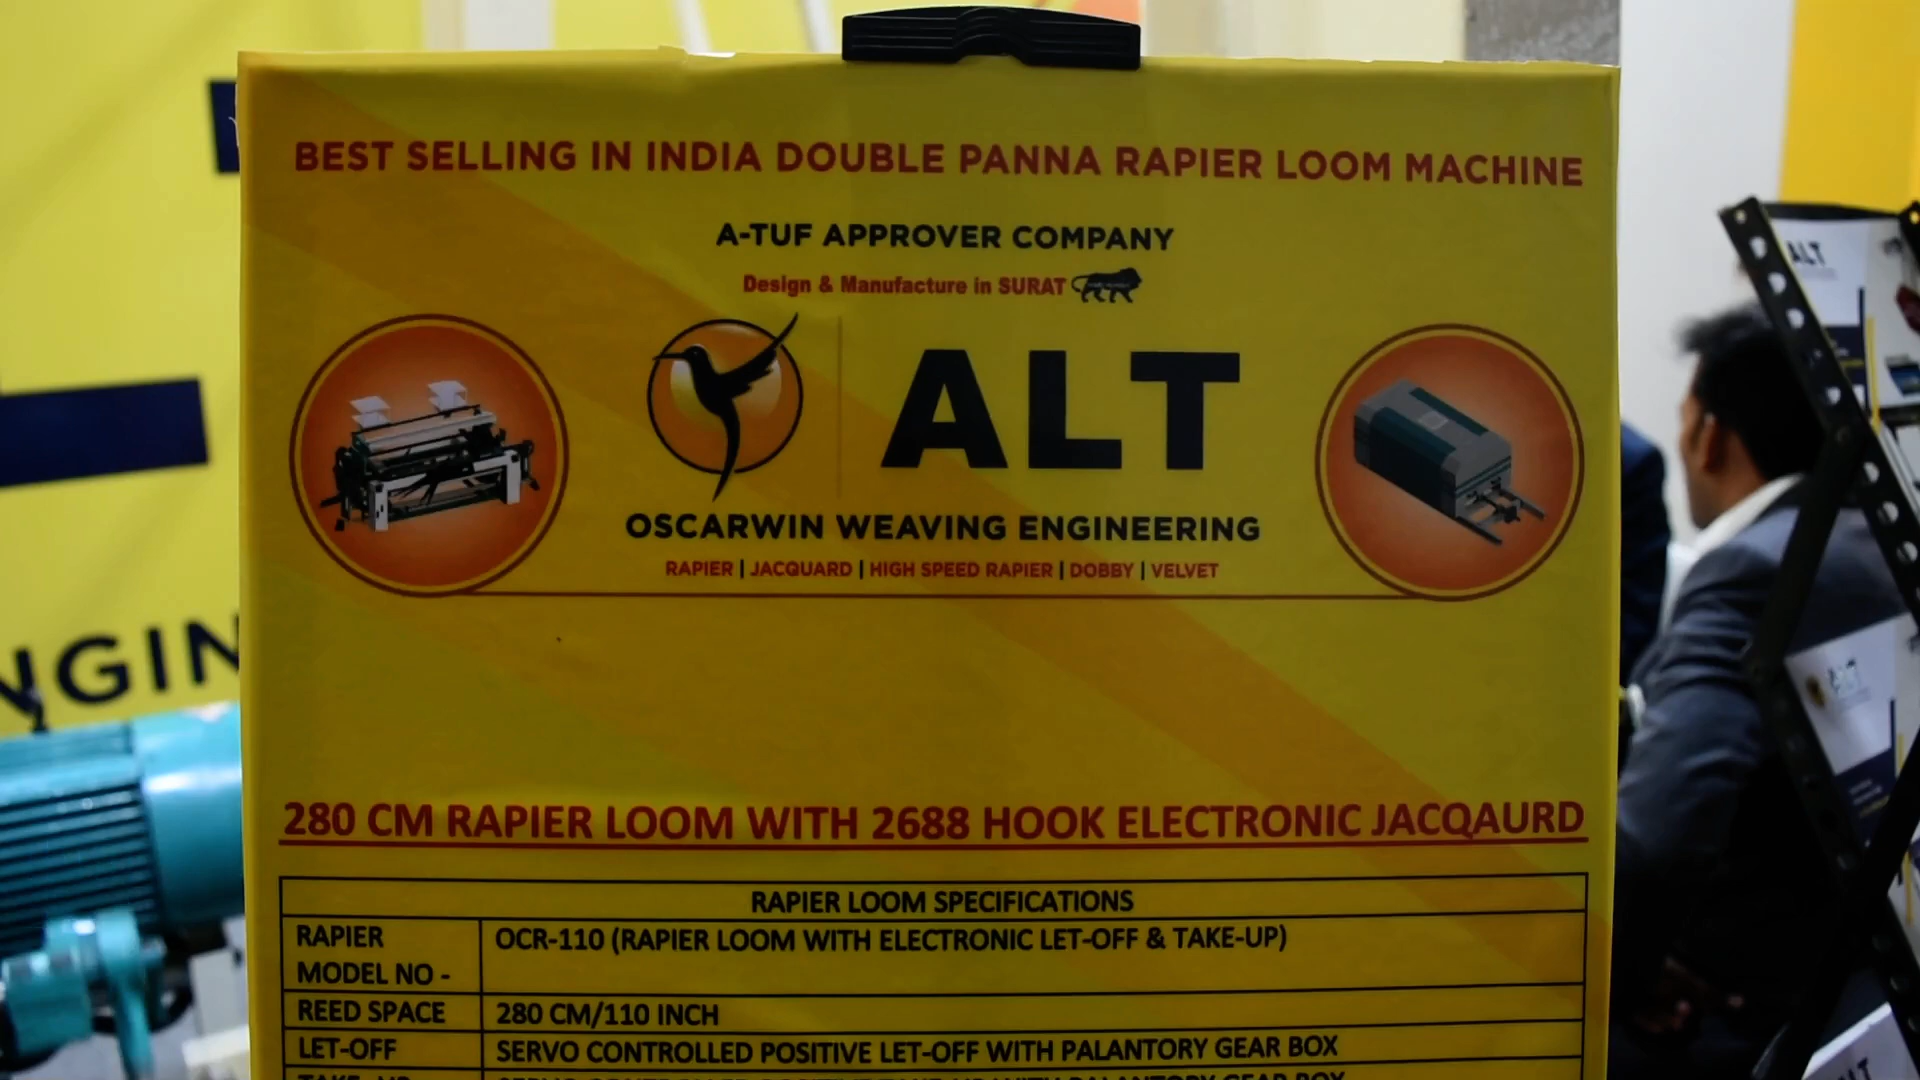 BEST SELLING IN INDIA DOUBLE PANNA RAPIER LOOM MACHINE
A-TUF APPROVER COMPANY
Design & Manufacture in SURAT
ALT
OSCARWIN WEAVING ENGINEERING
RAPIER | JACQUARD | HIGH SPEED RAPIER | DOBBY | VELVET
280 CM RAPIER LOOM WITH 2688 HOOK ELECTRONIC JACQAURD
RAPIER LOOM SPECIFICATIONS
RAPIER MODEL NO - OCR-110 (RAPIER LOOM WITH ELECTRONIC LET-OFF & TAKE-UP)
REED SPACE 280 CM/110 INCH
LET-OFF SERVO CONTROLLED POSITIVE LET-OFF WITH PALANTORY GEAR BOX
NGIN
ALT
ALT